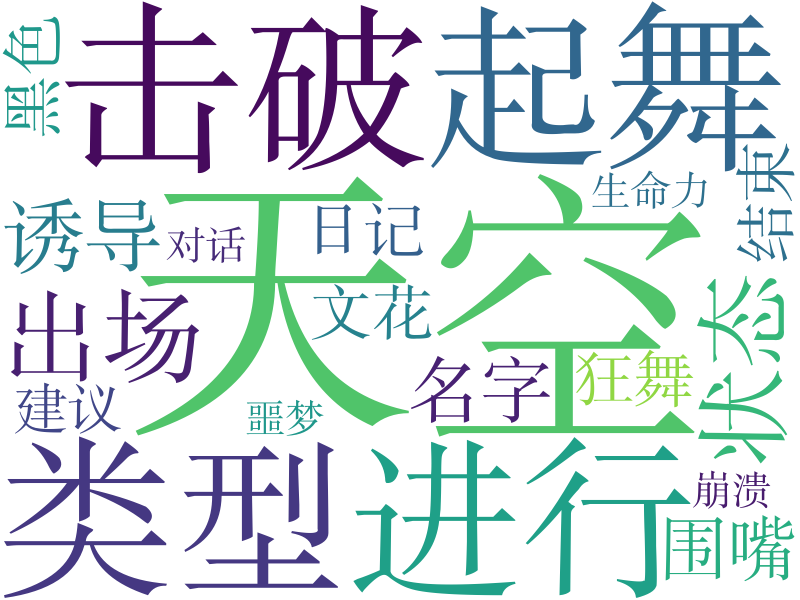 黑色
击破
起舞
天空
诱导
对话
日记
生命力
结束
出场
文花
状态
建议
噩梦
名字
狂舞
类型
进行
崩溃
围嘴